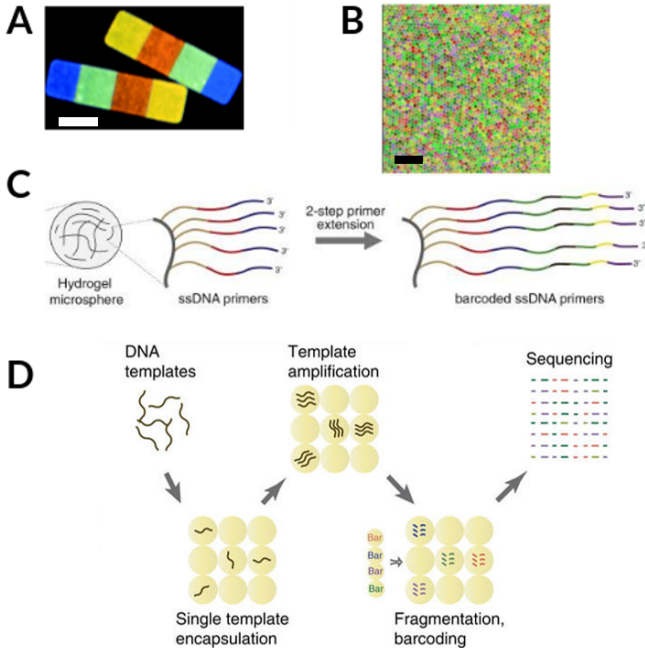 A
B
C
Hydrogel
microsphere
3'
3'
3'
3'
3'
ssDNA primers
2-step primer
extension
3'
3'
3'
3'
3'
barcoded ssDNA primers
D
DNA
templates
Template
amplification
Sequencing
Single template
encapsulation
Bar
Bar
Bar
Bar
Fragmentation,
barcoding